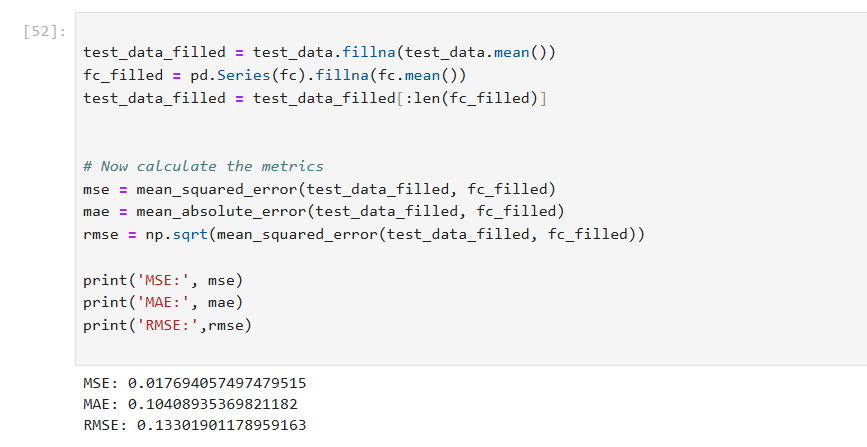 [52]:
test_data_filled = test_data.fillna(test_data.mean())
fc_filled = pd.Series(fc).fillna(fc.mean())
test_data_filled = test_data_filled[:len(fc_filled)]
# Now calculate the metrics
mse = mean_squared_error(test_data_filled, fc_filled)
mae = mean_absolute_error(test_data_filled, fc_filled)
rmse = np.sqrt(mean_squared_error(test_data_filled, fc_filled))
print('MSE:', mse)
print('MAE:', mae)
print('RMSE:',rmse)
MSE: 0.017694057497479515
MAE: 0.10408935369821182
RMSE: 0.13301901178959163